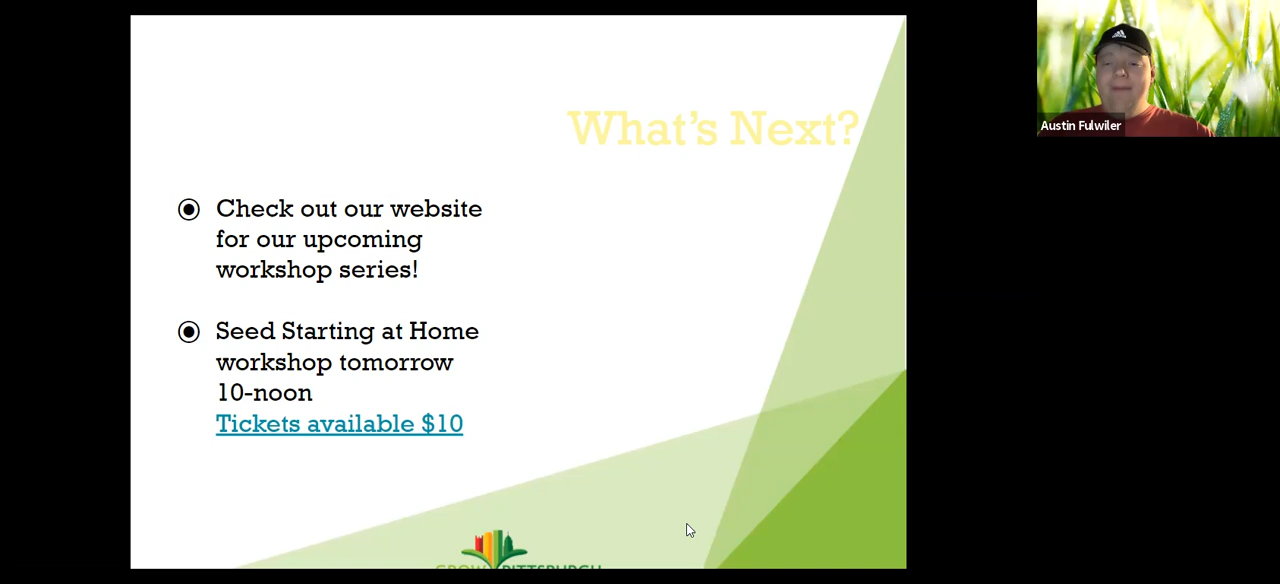 What's Next?
Check out our website
for our upcoming
workshop series!
Seed Starting at Home
workshop tomorrow
10-noon
Tickets available $10
GROW PITTSBURGH
Austin Fulwiler